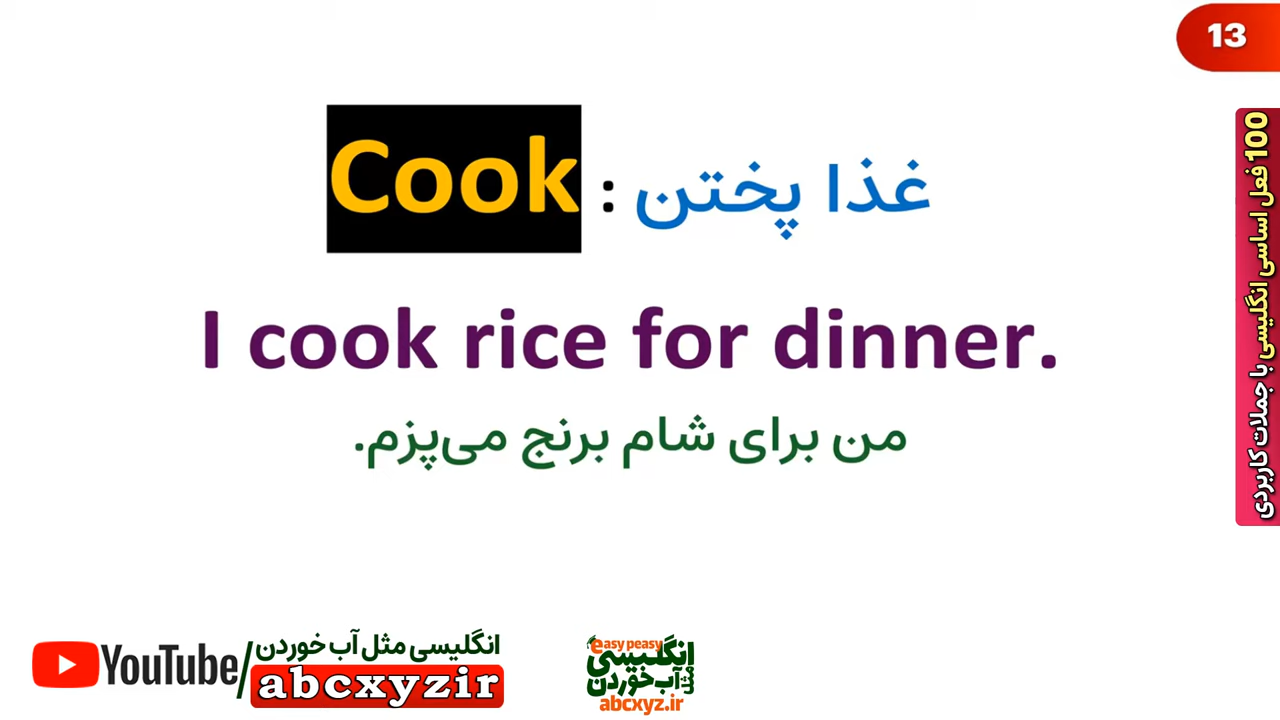 13
Cook : غذا پختن
I cook rice for dinner.
من برای شام برنج می‌پزم.
100 فعل اساسی انگلیسی با جملات کاربردی
YouTube/انگلیسی مثل آب خوردن
abcxyzir
easy peasy
انگلیسی
مثل
آب خوردن
abcxyz.ir